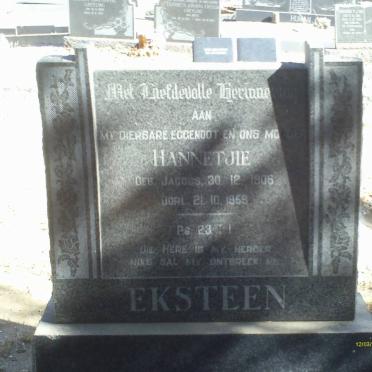 Met Liefdevolle Herinnering
AAN
MY DIERBARE EGGENOOT EN ONS MOEDER
HANNETJIE
GEB. JACOBS, 30. 12. 1906
OORL. 21. 10. 1959
PS. 23 : 1
DIE HERE IS MY HERDER
NIKS SAL MY ONTBREEK NIE
EKSTEEN